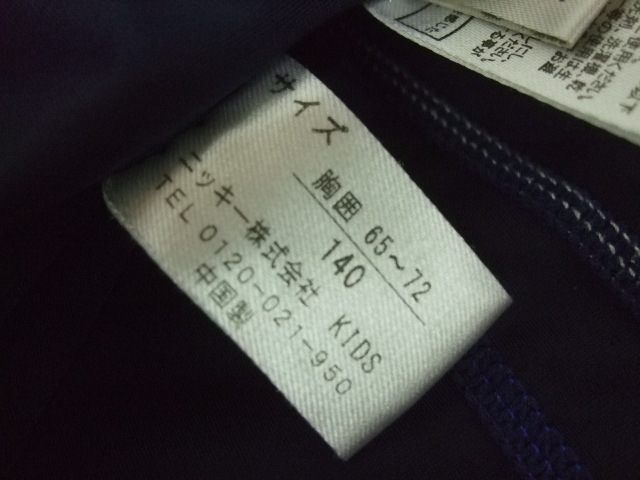 サイズ
胸囲 65～72
140 KIDS
ニッキー株式会社
TEL 0120-021-950
中国製